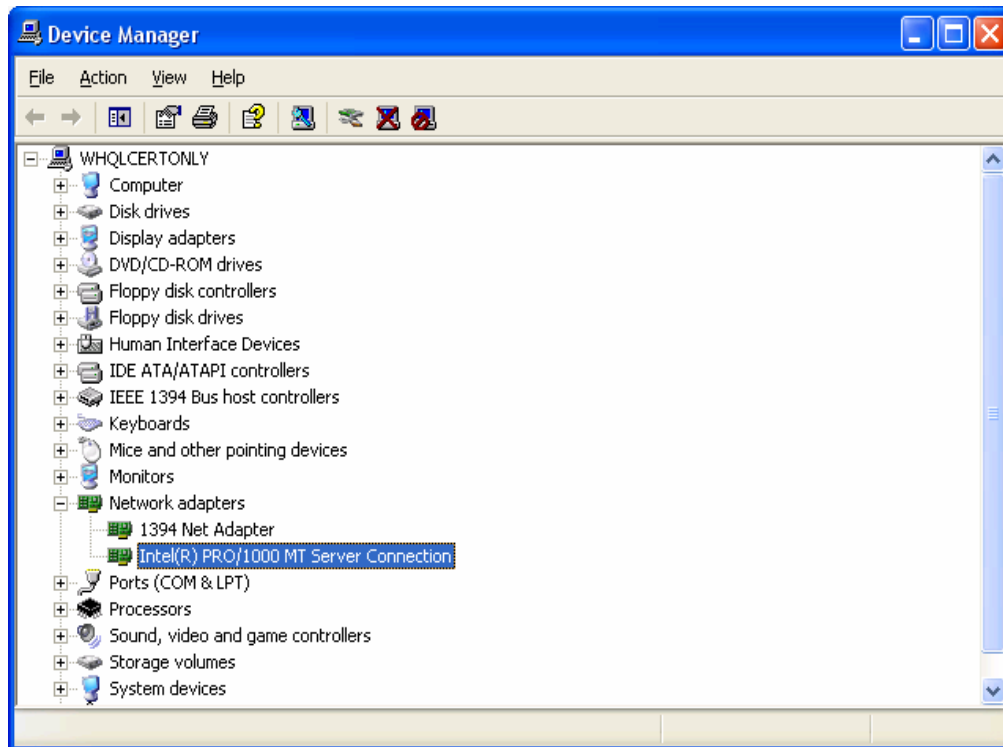 Device Manager
File Action View Help
WHQLCERTONLY
Computer
Disk drives
Display adapters
DVD/CD-ROM drives
Floppy disk controllers
Floppy disk drives
Human Interface Devices
IDE ATA/ATAPI controllers
IEEE 1394 Bus host controllers
Keyboards
Mice and other pointing devices
Monitors
Network adapters
1394 Net Adapter
Intel(R) PRO/1000 MT Server Connection
Ports (COM & LPT)
Processors
Sound, video and game controllers
Storage volumes
System devices